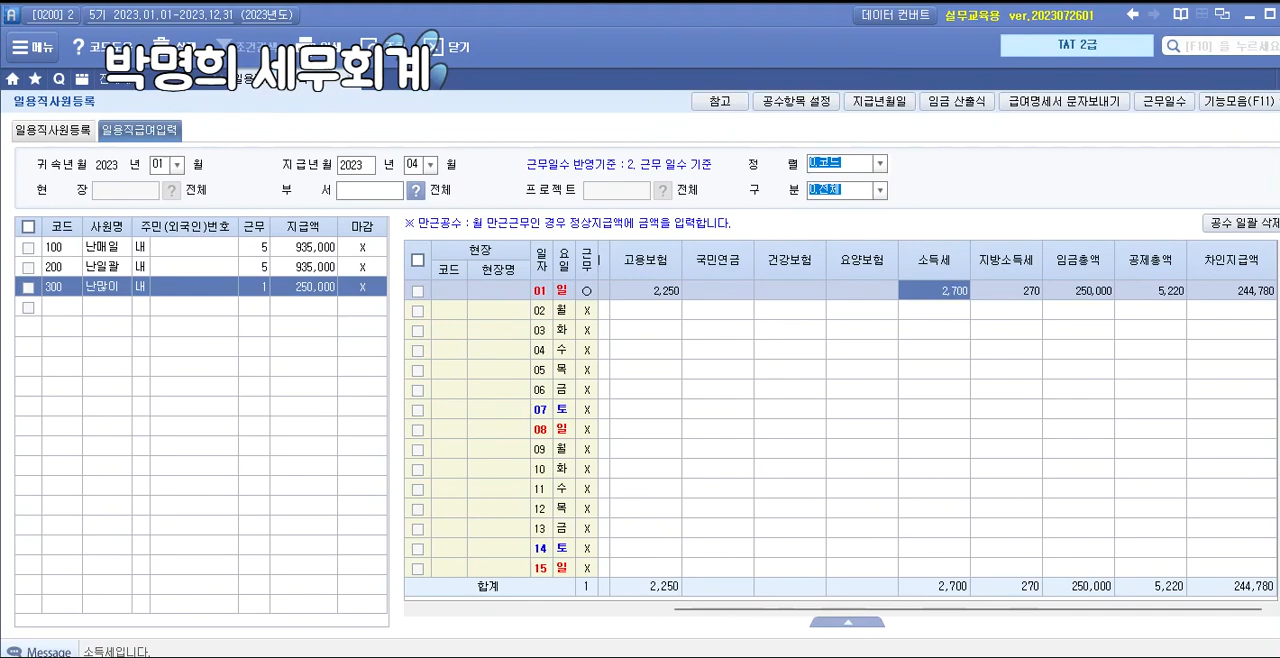 [0200] 2 5기 2023.01.01-2023.12.31 (2023년도) 데이터 컨버트 실무교육용 ver.2023072601
메뉴 닫기 TAT 2급 [F10] 을 누르세요
박명희 세무회계
일용직사원등록 참고 공수항목 설정 지급년월일 임금 산출식 급여명세서 문자보내기 근무일수 기능모음(F11)
일용직사원등록 일용직급여입력
귀속년월 2023 년 01 월 지급년월 2023 년 04 월 근무일수 반영기준 : 2. 근무 일수 기준 정 렬 0.코드
현 장 ? 전체 부 서 ? 전체 프로젝트 ? 전체 구 분 0.전체
※ 만근공수 : 월 만근근무인 경우 정상지급액에 금액을 입력합니다. 공수 일괄 삭제
코드 사원명 주민(외국인)번호 근무 지급액 마감
100 난매일 내 5 935,000 X
200 난일괄 내 5 935,000 X
300 난많이 내 1 250,000 X
현장 일자 요일 근무 고용보험 국민연금 건강보험 요양보험 소득세 지방소득세 임금총액 공제총액 차인지급액
코드 현장명
01 일 ○ 2,250 2,700 270 250,000 5,220 244,780
02 월 X
03 화 X
04 수 X
05 목 X
06 금 X
07 토 X
08 일 X
09 월 X
10 화 X
11 수 X
12 목 X
13 금 X
14 토 X
15 일 X
합계 1 2,250 2,700 270 250,000 5,220 244,780
Message 소득세입니다.